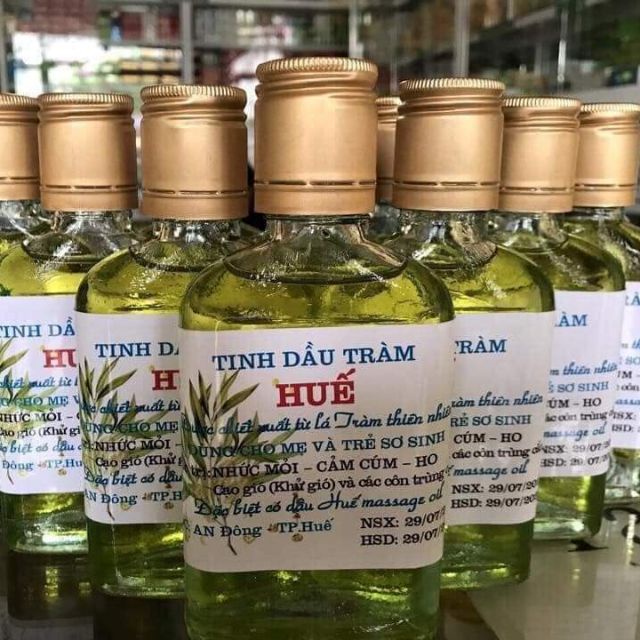 TINH DẦU TRÀM
HUẾ
chiết xuất từ lá Tràm thiên nhiên
DÙNG CHO MẸ VÀ TRẺ SƠ SINH
trị NHỨC MỎI - CẢM CÚM - HO
Cạo gió (Khử gió) và các côn trùng
Đặc biệt có dầu Huế massage oil
AN Đông - TP.Huế
NSX: 29/07/
HSD: 29/07/